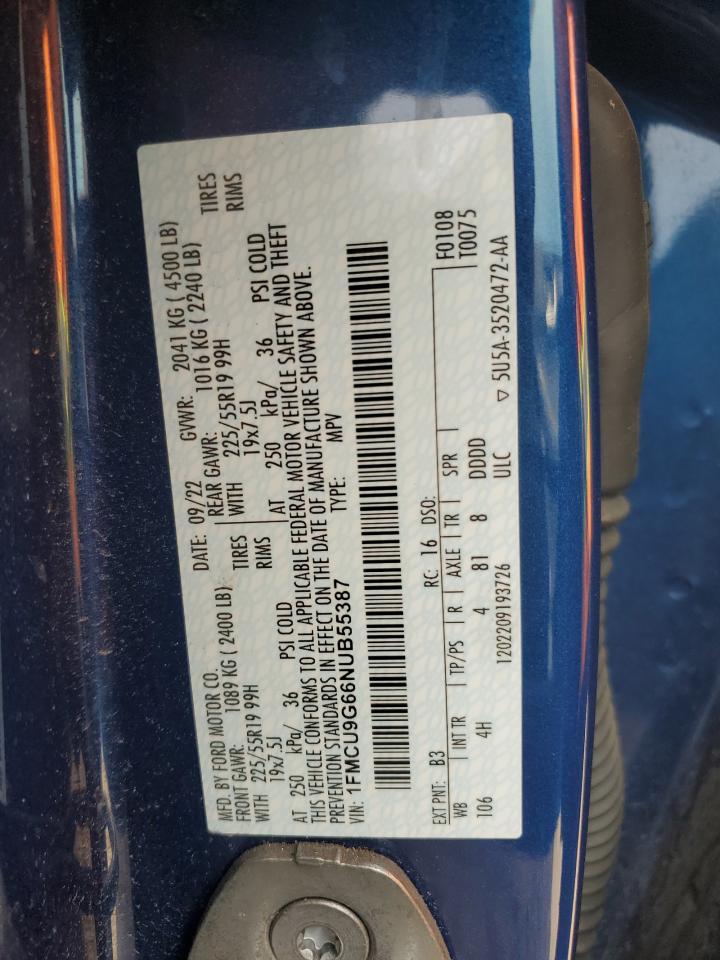 MFD. BY FORD MOTOR CO.
DATE: 09/22 GVWR: 2041 KG ( 4500 LB)
FRONT GAWR: 1089 KG ( 2400 LB) REAR GAWR: 1016 KG ( 2240 LB)
WITH 225/55R19 99H TIRES WITH 225/55R19 99H TIRES
19x7.5J RIMS 19x7.5J RIMS
AT 250 kPa/ 36 PSI COLD AT 250 kPa/ 36 PSI COLD
THIS VEHICLE CONFORMS TO ALL APPLICABLE FEDERAL MOTOR VEHICLE SAFETY AND THEFT
PREVENTION STANDARDS IN EFFECT ON THE DATE OF MANUFACTURE SHOWN ABOVE.
VIN: 1FMCU9G66NUB55387 TYPE: MPV
EXT PNT: B3 RC: 16 DSO: F0108
WB INT TR TP/PS R AXLE TR SPR T0075
106 4H 4 81 8 DDDD
1202209193726 ULC ▽ 5U5A-3520472-AA